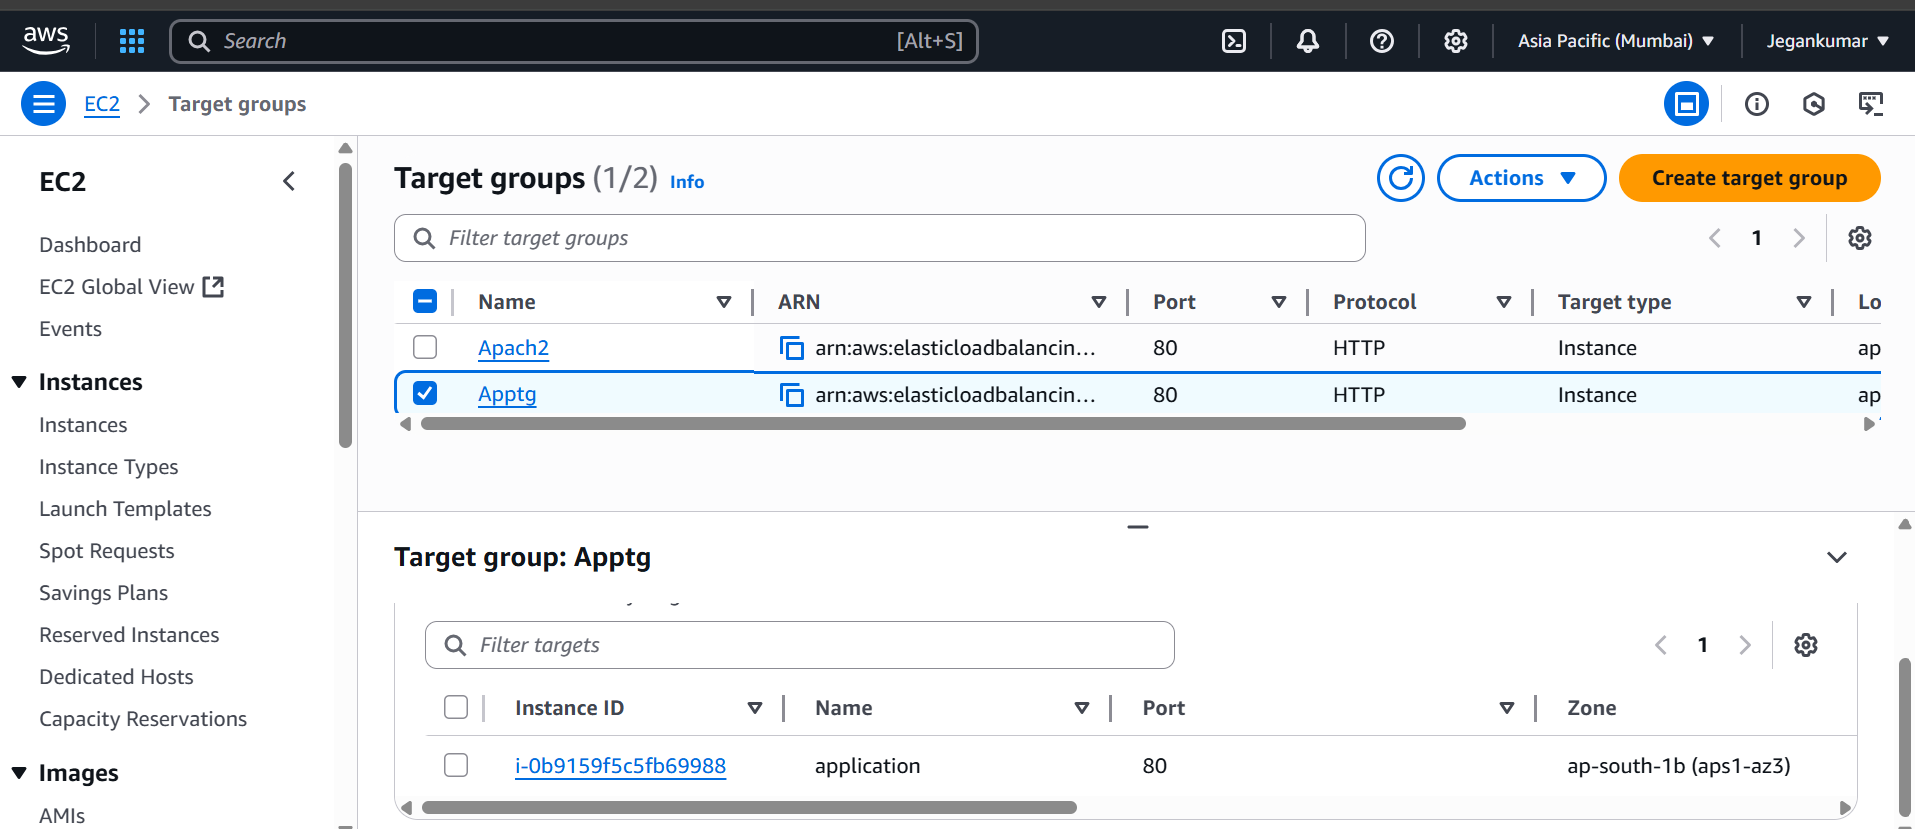 aws
Search [Alt+S]
Asia Pacific (Mumbai)
Jegankumar
EC2 Target groups
EC2
Dashboard
EC2 Global View
Events
Instances
Instances
Instance Types
Launch Templates
Spot Requests
Savings Plans
Reserved Instances
Dedicated Hosts
Capacity Reservations
Images
AMIs
Target groups (1/2) Info
Actions
Create target group
Filter target groups
1
Name ARN Port Protocol Target type Lo
Apach2 arn:aws:elasticloadbalancin... 80 HTTP Instance ap
Apptg arn:aws:elasticloadbalancin... 80 HTTP Instance ap
Target group: Apptg
Filter targets
1
Instance ID Name Port Zone
i-0b9159f5c5fb69988 application 80 ap-south-1b (aps1-az3)